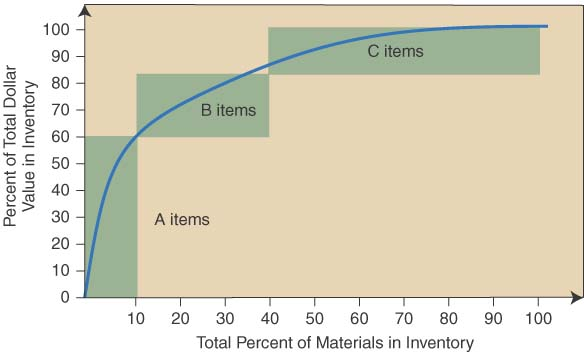 Percent of Total Dollar
Value in Inventory
100
90
80
70
60
50
40
30
20
10
0
C items
B items
A items
10 20 30 40 50 60 70 80 90 100
Total Percent of Materials in Inventory